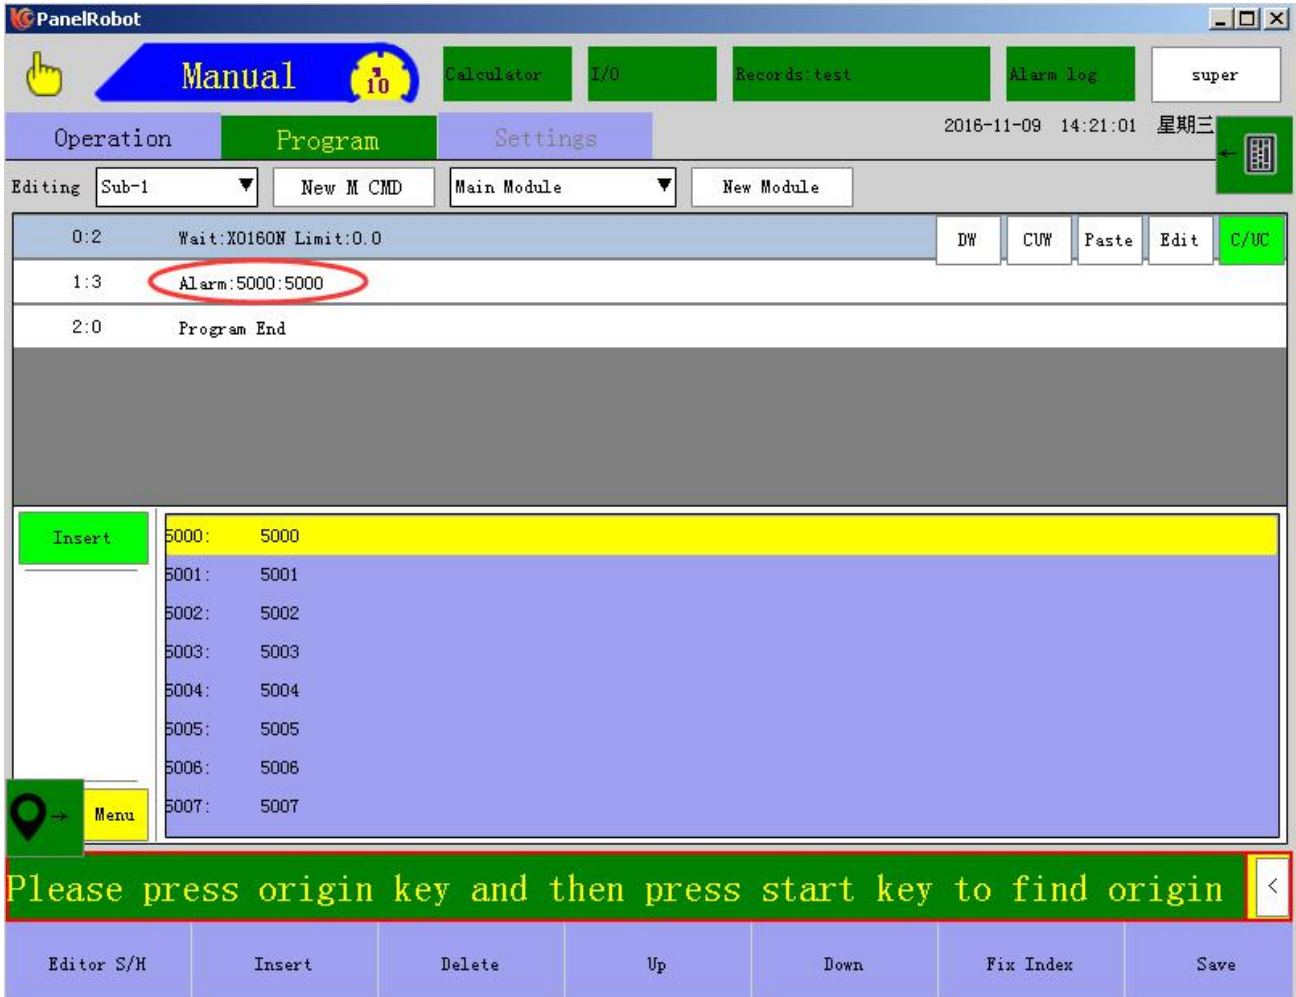 PanelRobot
Manual
10
Calculator
I/O
Records:test
Alarm log
super
Operation
Program
Settings
2016-11-09 14:21:01 星期三
Editing
Sub-1
New M CMD
Main Module
New Module
0:2 Wait:X0160N Limit:0.0
DW
CUW
Paste
Edit
C/UC
1:3 Alarm:5000:5000
2:0 Program End
Insert
5000: 5000
5001: 5001
5002: 5002
5003: 5003
5004: 5004
5005: 5005
5006: 5006
5007: 5007
Menu
Please press origin key and then press start key to find origin
<
Editor S/H
Insert
Delete
Up
Down
Fix Index
Save